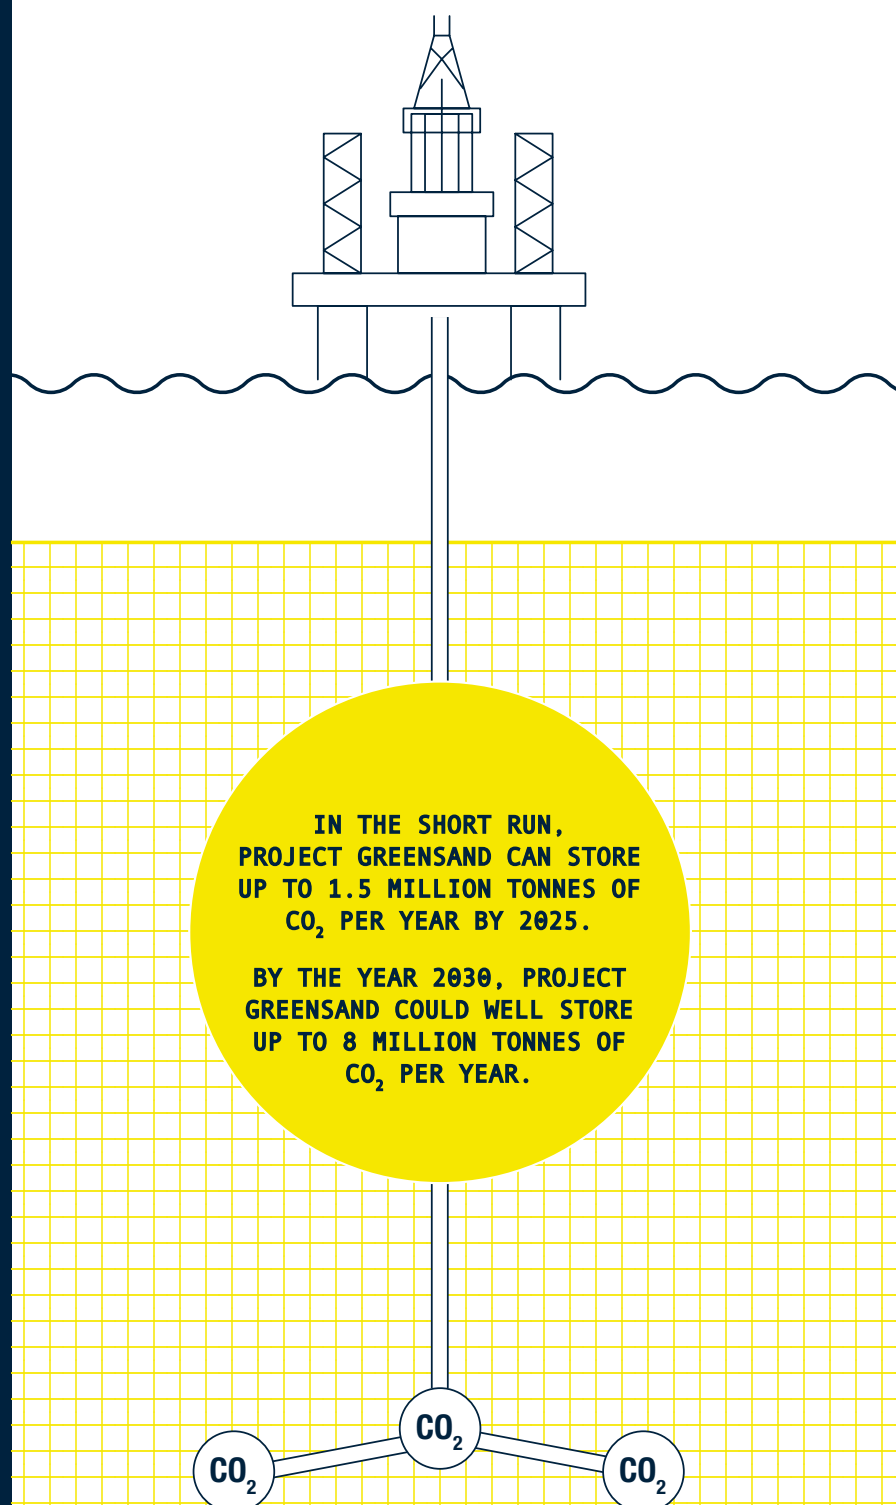 IN THE SHORT RUN,
PROJECT GREENSAND CAN STORE
UP TO 1.5 MILLION TONNES OF
CO₂ PER YEAR BY 2025.
BY THE YEAR 2030, PROJECT
GREENSAND COULD WELL STORE
UP TO 8 MILLION TONNES OF
CO₂ PER YEAR.
CO₂
CO₂
CO₂